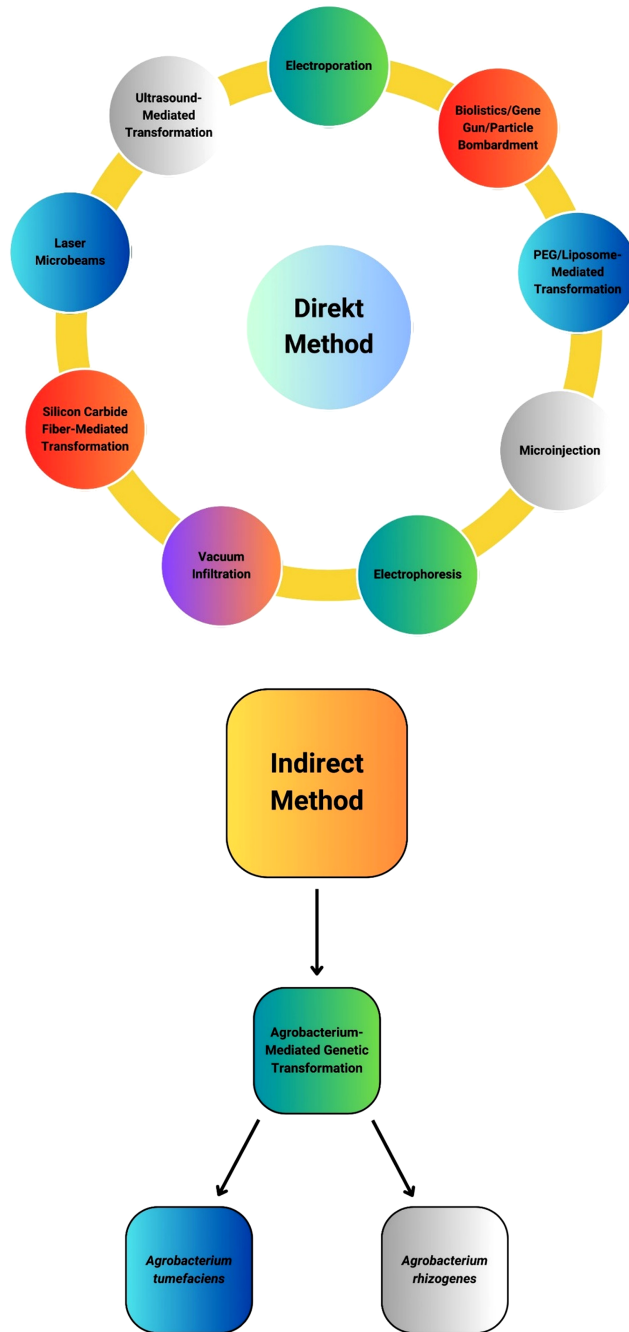 Electroporation
Biolistics/Gene
Gun/Particle
Bombardment
PEG/Liposome-
Mediated
Transformation
Microinjection
Electrophoresis
Vacuum
Infiltration
Silicon Carbide
Fiber-Mediated
Transformation
Laser
Microbeams
Ultrasound-
Mediated
Transformation
Direkt
Method
Indirect
Method
Agrobacterium-
Mediated Genetic
Transformation
Agrobacterium
tumefaciens
Agrobacterium
rhizogenes